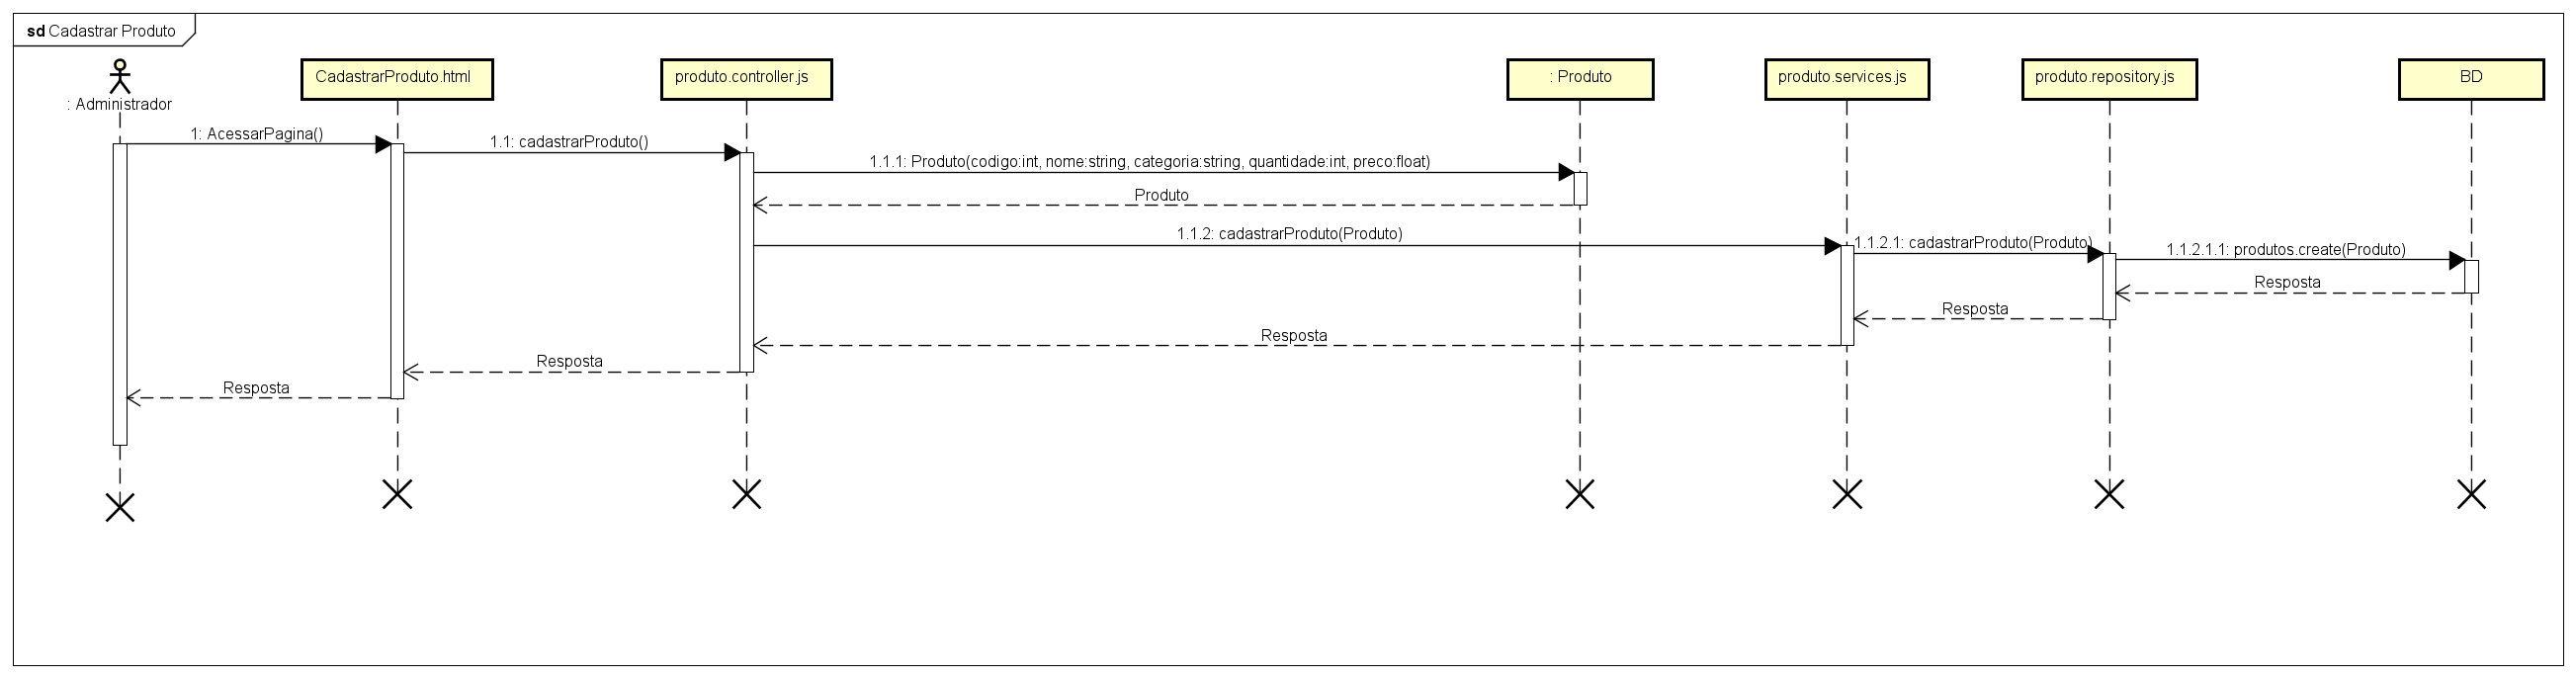 sd Cadastrar Produto
: Administrador
CadastrarProduto.html
produto.controller.js
: Produto
produto.services.js
produto.repository.js
BD
1: AcessarPagina()
1.1: cadastrarProduto()
1.1.1: Produto(codigo:int, nome:string, categoria:string, quantidade:int, preco:float)
Produto
1.1.2: cadastrarProduto(Produto)
1.1.2.1: cadastrarProduto(Produto)
1.1.2.1.1: produtos.create(Produto)
Resposta
Resposta
Resposta
Resposta
Resposta